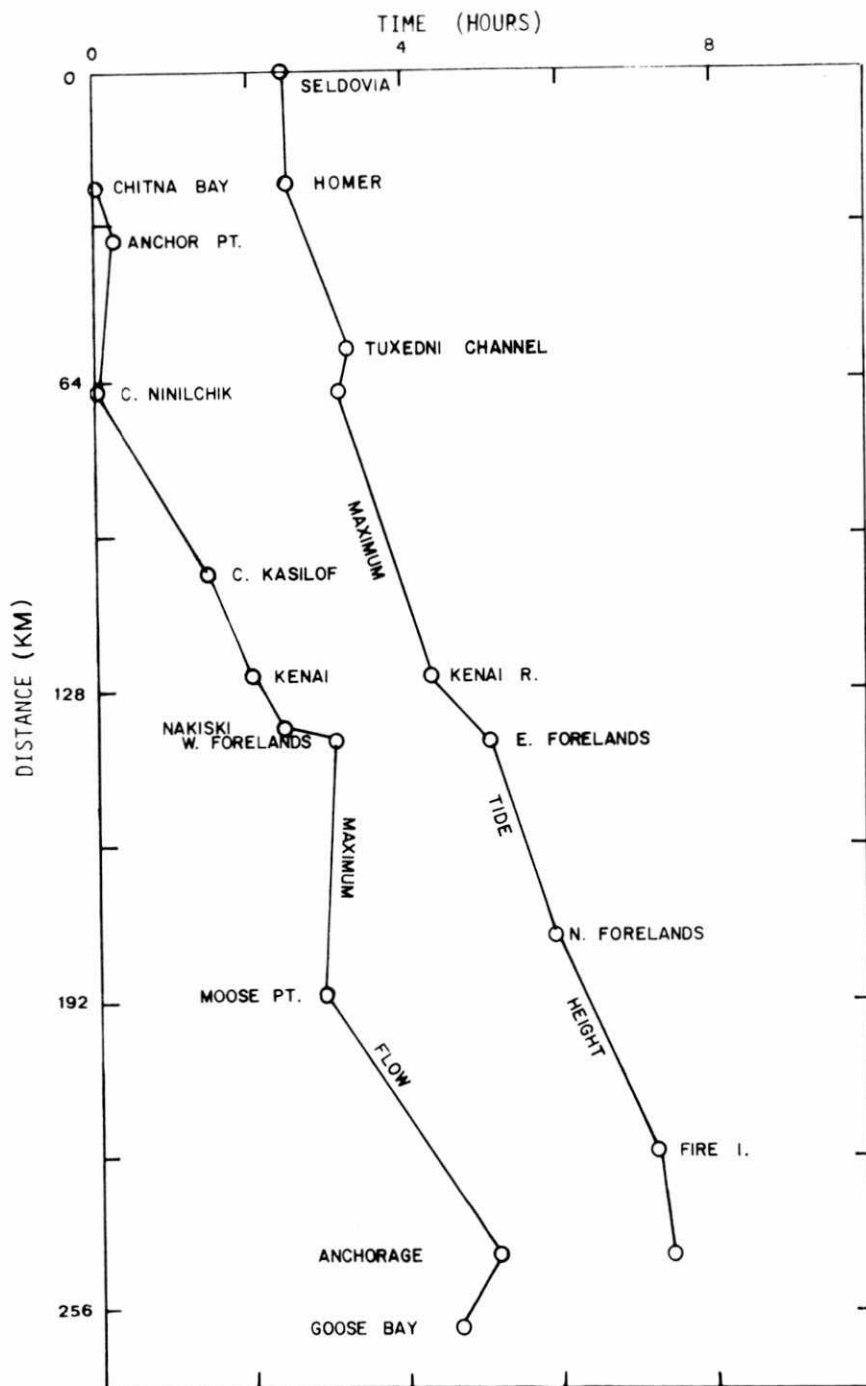 TIME (HOURS)
0 4 8
0
SELDOVIA
CHITNA BAY
HOMER
ANCHOR PT.
TUXEDNI CHANNEL
64
C. NINILCHIK
MAXIMUM
C. KASILOF
DISTANCE (KM)
KENAI
KENAI R.
128
NAKISKI
W. FORELANDS
E. FORELANDS
TIDE
MAXIMUM
N. FORELANDS
MOOSE PT.
192
HEIGHT
FLOW
FIRE I.
ANCHORAGE
256
GOOSE BAY